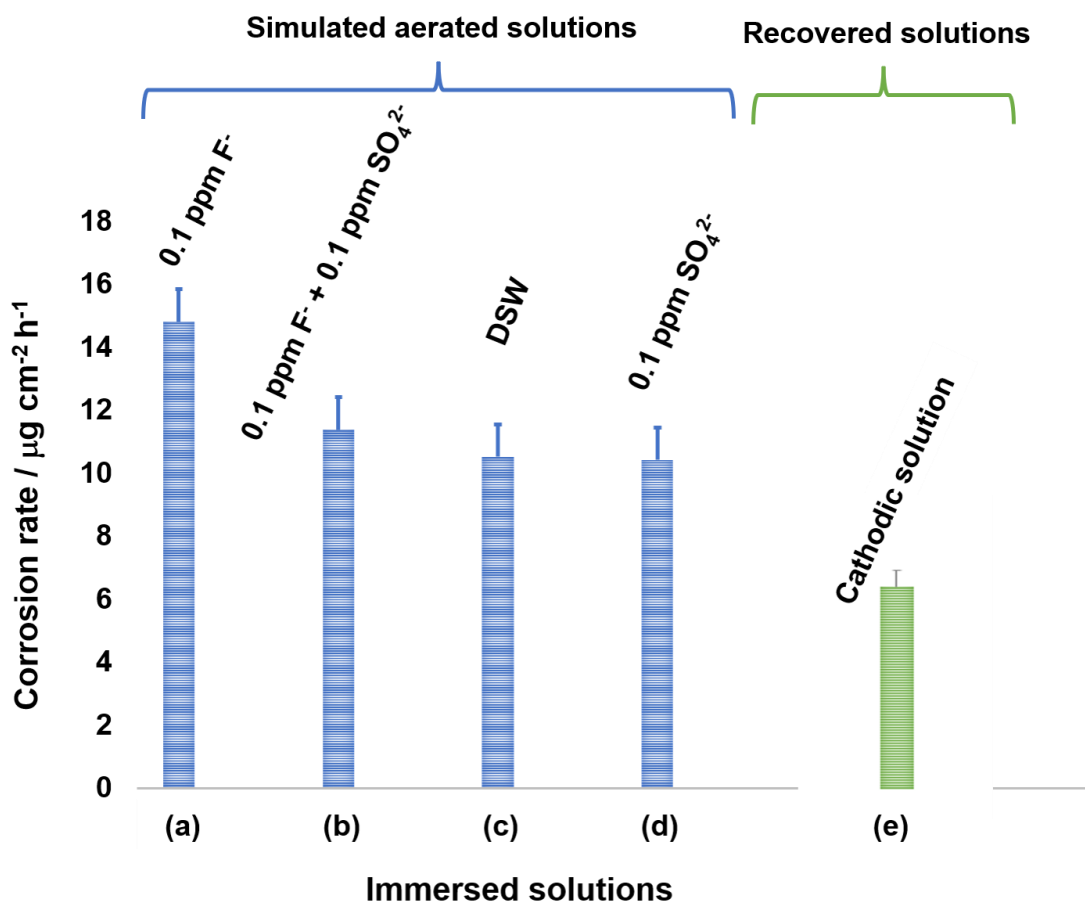 Simulated aerated solutions
Recovered solutions
0.1 ppm F⁻
0.1 ppm F⁻ + 0.1 ppm SO₄²⁻
DSW
0.1 ppm SO₄²⁻
Cathodic solution
Corrosion rate / μg cm⁻² h⁻¹
18
16
14
12
10
8
6
4
2
0
(a)
(b)
(c)
(d)
(e)
Immersed solutions